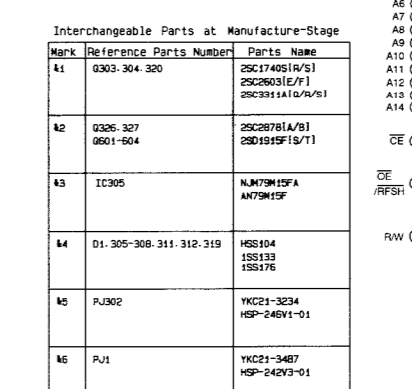 Interchangeable Parts at Manufacture-Stage
Mark Reference Parts Number Parts Name
&1 Q303.304.320 2SC1740S[R/S]
2SC2603[E/F]
2SC3311A[Q/R/S]
&2 Q326.327 2SC2878[A/B]
Q601-604 2SD1915F[S/T]
&3 IC305 NJM79M15FA
AN79M15F
&4 D1.305-308.311.312.319 HSS104
1SS133
1SS176
&5 PJ302 YKC21-3234
HSP-246V1-01
&6 PJ1 YKC21-3487
HSP-242V3-01
A6 (
A7 (
A8 (
A9 (
A10 (
A11 (
A12 (
A13 (
A14 (
CE (
OE
/RFSH (
R/W (